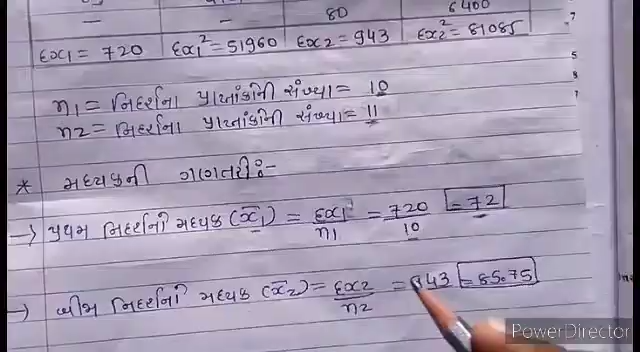 — - 80 6400
Σx1 = 720 Σx1² = 51960 Σx2 = 943 Σx2² = 81085
n1 = નિદર્શના પ્રાપ્તાંકોની સંખ્યા = 10
n2 = નિદર્શના પ્રાપ્તાંકોની સંખ્યા = 11
* મધ્યકની ગણતરી:-
→ પ્રથમ નિદર્શનો મધ્યક (x̄1) = Σx1 / n1 = 720 / 10 = 72
→ બીજા નિદર્શનો મધ્યક (x̄2) = Σx2 / n2 = 943 = 85.75
PowerDirector